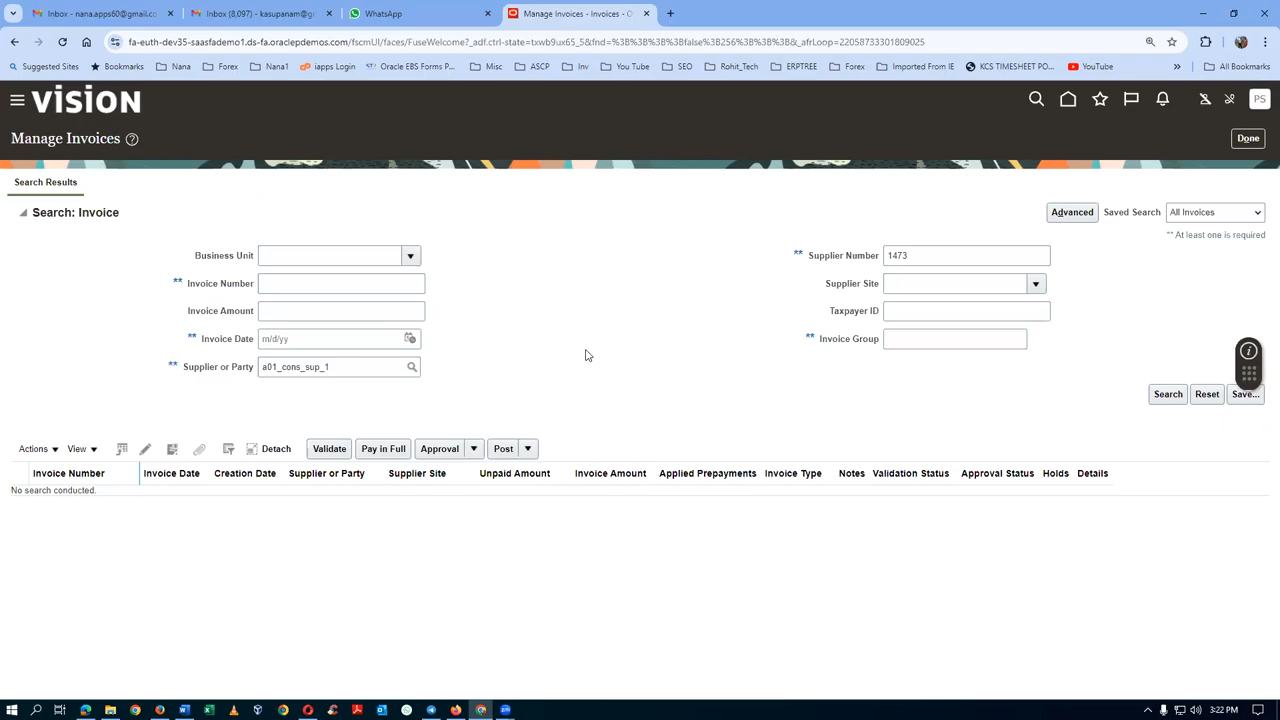 Inbox - nana.apps60@gmail.co
Inbox (8,097) - kasupanam@gm
WhatsApp
Manage Invoices - Invoices - O
fa-euth-dev35-saasfademo1.ds-fa.oraclepdemos.com/fscmUI/faces/FuseWelcome?_adf.ctrl-state=txwb9ux65_5&fnd=%3B%3B%3B%3Bfalse%3B256%3B%3B%3B&_afrLoop=22058733301809025
Suggested Sites
Bookmarks
Nana
Forex
Nana1
iapps Login
Oracle EBS Forms P...
Misc
ASCP
Inv
You Tube
SEO
Rohit_Tech
ERPTREE
Forex
Imported From IE
KCS TIMESHEET PO...
YouTube
»
All Bookmarks
VISION
PS
Manage Invoices
Done
Search Results
Search: Invoice
Advanced
Saved Search
All Invoices
** At least one is required
Business Unit
** Supplier Number 1473
** Invoice Number
Supplier Site
Invoice Amount
Taxpayer ID
** Invoice Date m/d/yy
** Invoice Group
** Supplier or Party a01_cons_sup_1
Search
Reset
Save...
Actions
View
Detach
Validate
Pay in Full
Approval
Post
Invoice Number
Invoice Date
Creation Date
Supplier or Party
Supplier Site
Unpaid Amount
Invoice Amount
Applied Prepayments
Invoice Type
Notes
Validation Status
Approval Status
Holds
Details
No search conducted.
3:22 PM